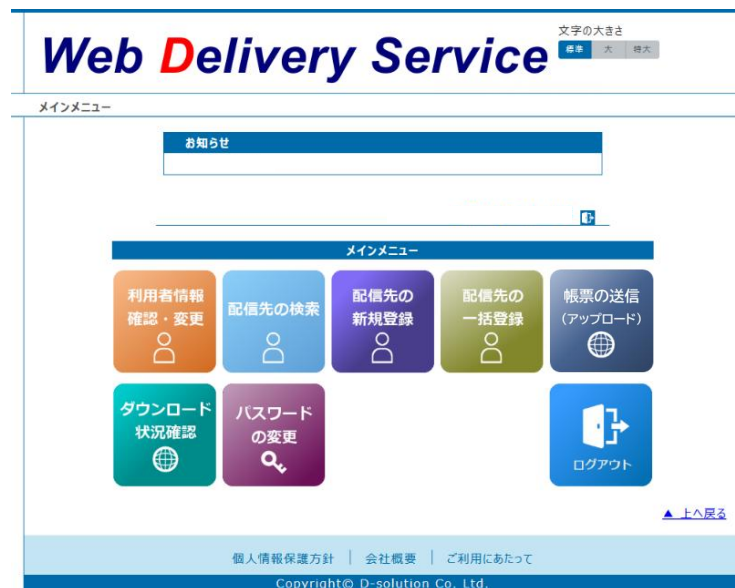 Web Delivery Service
文字の大きさ
標準 大 特大
メインメニュー
お知らせ
メインメニュー
利用者情報
確認・変更
配信先の検索
配信先の
新規登録
配信先の
一括登録
帳票の送信
(アップロード)
ダウンロード
状況確認
パスワード
の変更
ログアウト
▲ 上へ戻る
個人情報保護方針 | 会社概要 | ご利用にあたって
Copyright© D-solution Co. Ltd.